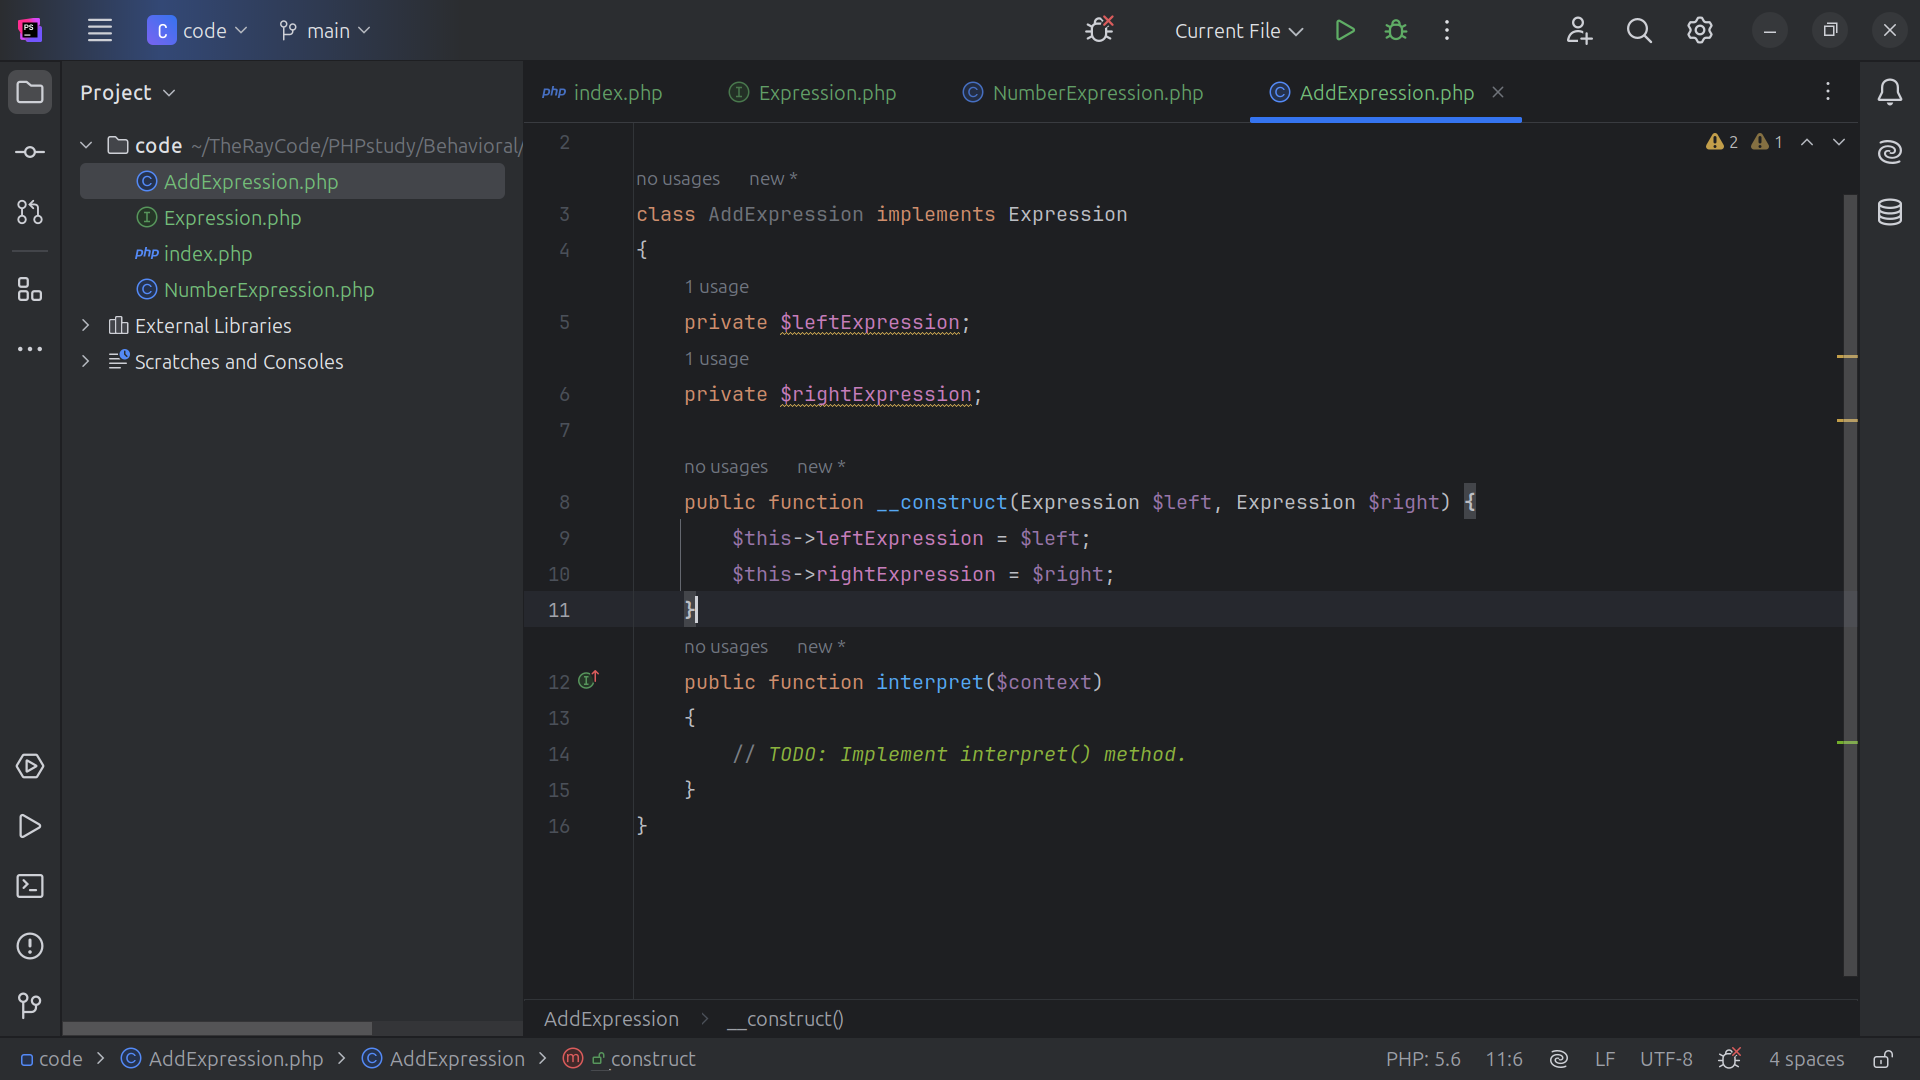 PS
C code main Current File
Project
php index.php Expression.php NumberExpression.php AddExpression.php
code ~/TheRayCode/PHPstudy/Behavioral/
AddExpression.php
Expression.php
php index.php
NumberExpression.php
External Libraries
Scratches and Consoles
2 1
2
no usages new *
3 class AddExpression implements Expression
4 {
1 usage
5 private $leftExpression;
1 usage
6 private $rightExpression;
7
no usages new *
8 public function __construct(Expression $left, Expression $right) {
9 $this->leftExpression = $left;
10 $this->rightExpression = $right;
11 }
no usages new *
12 public function interpret($context)
13 {
14 // TODO: Implement interpret() method.
15 }
16 }
AddExpression > __construct()
code > AddExpression.php > AddExpression > __construct
PHP: 5.6 11:6 LF UTF-8 4 spaces